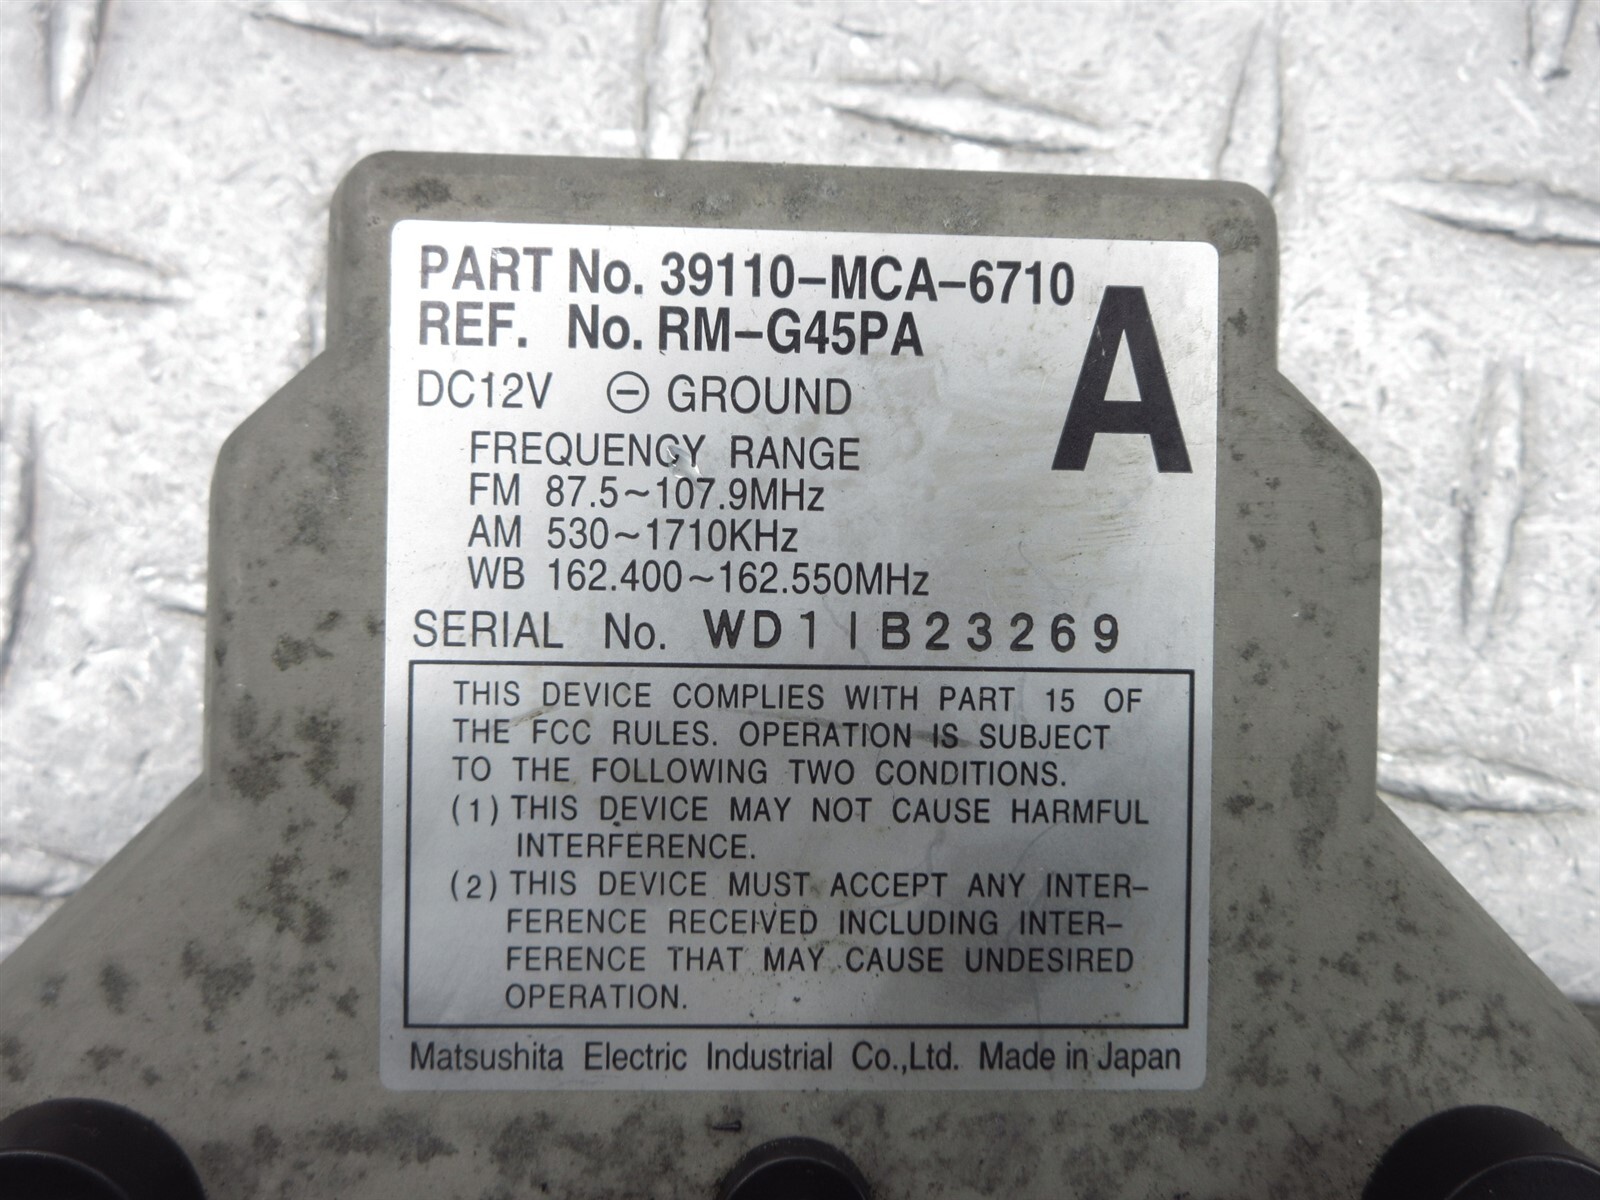 PART No. 39110-MCA-6710
REF. No. RM-G45PA
A
DC12V ⊖ GROUND
FREQUENCY RANGE
FM 87.5~107.9MHz
AM 530~1710KHz
WB 162.400~162.550MHz
SERIAL No. WD1IB23269
THIS DEVICE COMPLIES WITH PART 15 OF
THE FCC RULES. OPERATION IS SUBJECT
TO THE FOLLOWING TWO CONDITIONS.
(1) THIS DEVICE MAY NOT CAUSE HARMFUL
INTERFERENCE.
(2) THIS DEVICE MUST ACCEPT ANY INTER-
FERENCE RECEIVED INCLUDING INTER-
FERENCE THAT MAY CAUSE UNDESIRED
OPERATION.
Matsushita Electric Industrial Co.,Ltd. Made in Japan